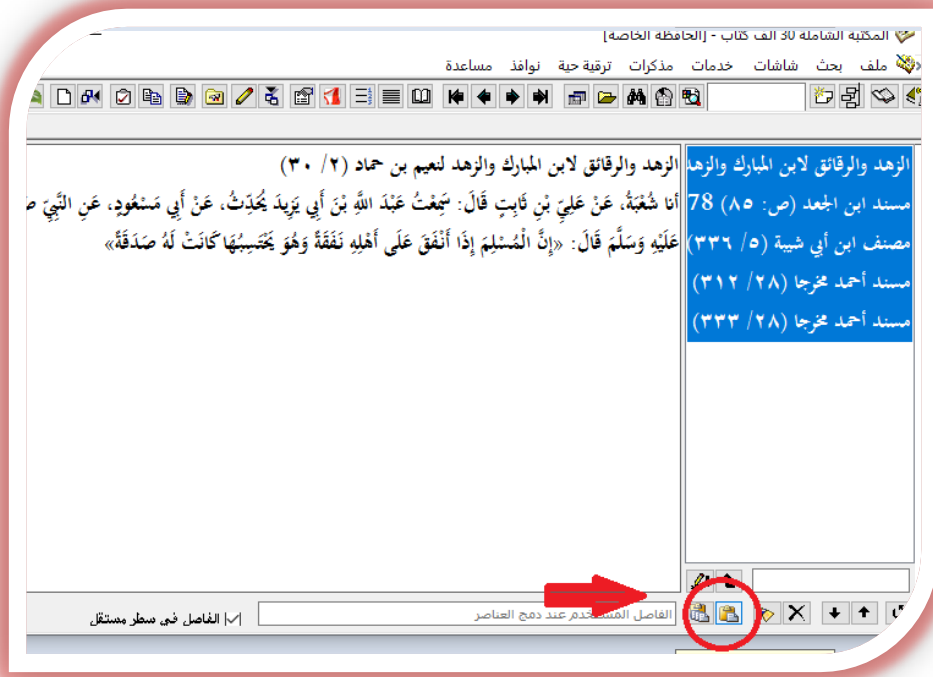 المكتبة الشاملة 30 ألف كتاب - [الحافظة الخاصة]
ملف بحث شاشات خدمات مذكرات ترقية حية نوافذ مساعدة
الزهد والرقائق لابن المبارك والزهد
مسند ابن الجعد (ص: ٨٥) 78
مصنف ابن أبي شيبة (٥/ ٣٣٦)
مسند أحمد مخرجا (٢٨/ ٣١٢)
مسند أحمد مخرجا (٢٨/ ٣٣٣)
الزهد والرقائق لابن المبارك والزهد لنعيم بن حماد (٢/ ٣٠)
أنا شُعْبَةُ، عَنْ عَلِيِّ بْنِ ثَابِتٍ قَالَ: سَمِعْتُ عَبْدَ اللَّهِ بْنَ أَبِي يَزِيدَ يُحَدِّثُ، عَنْ أَبِي مَسْعُودٍ، عَنِ النَّبِيِّ
عَلَيْهِ وَسَلَّمَ قَالَ: «إِنَّ الْمُسْلِمَ إِذَا أَنْفَقَ عَلَى أَهْلِهِ نَفَقَةً وَهُوَ يَحْتَسِبُهَا كَانَتْ لَهُ صَدَقَةً»
الفاصل المستخدم عند دمج العناصر
الفاصل في سطر مستقل